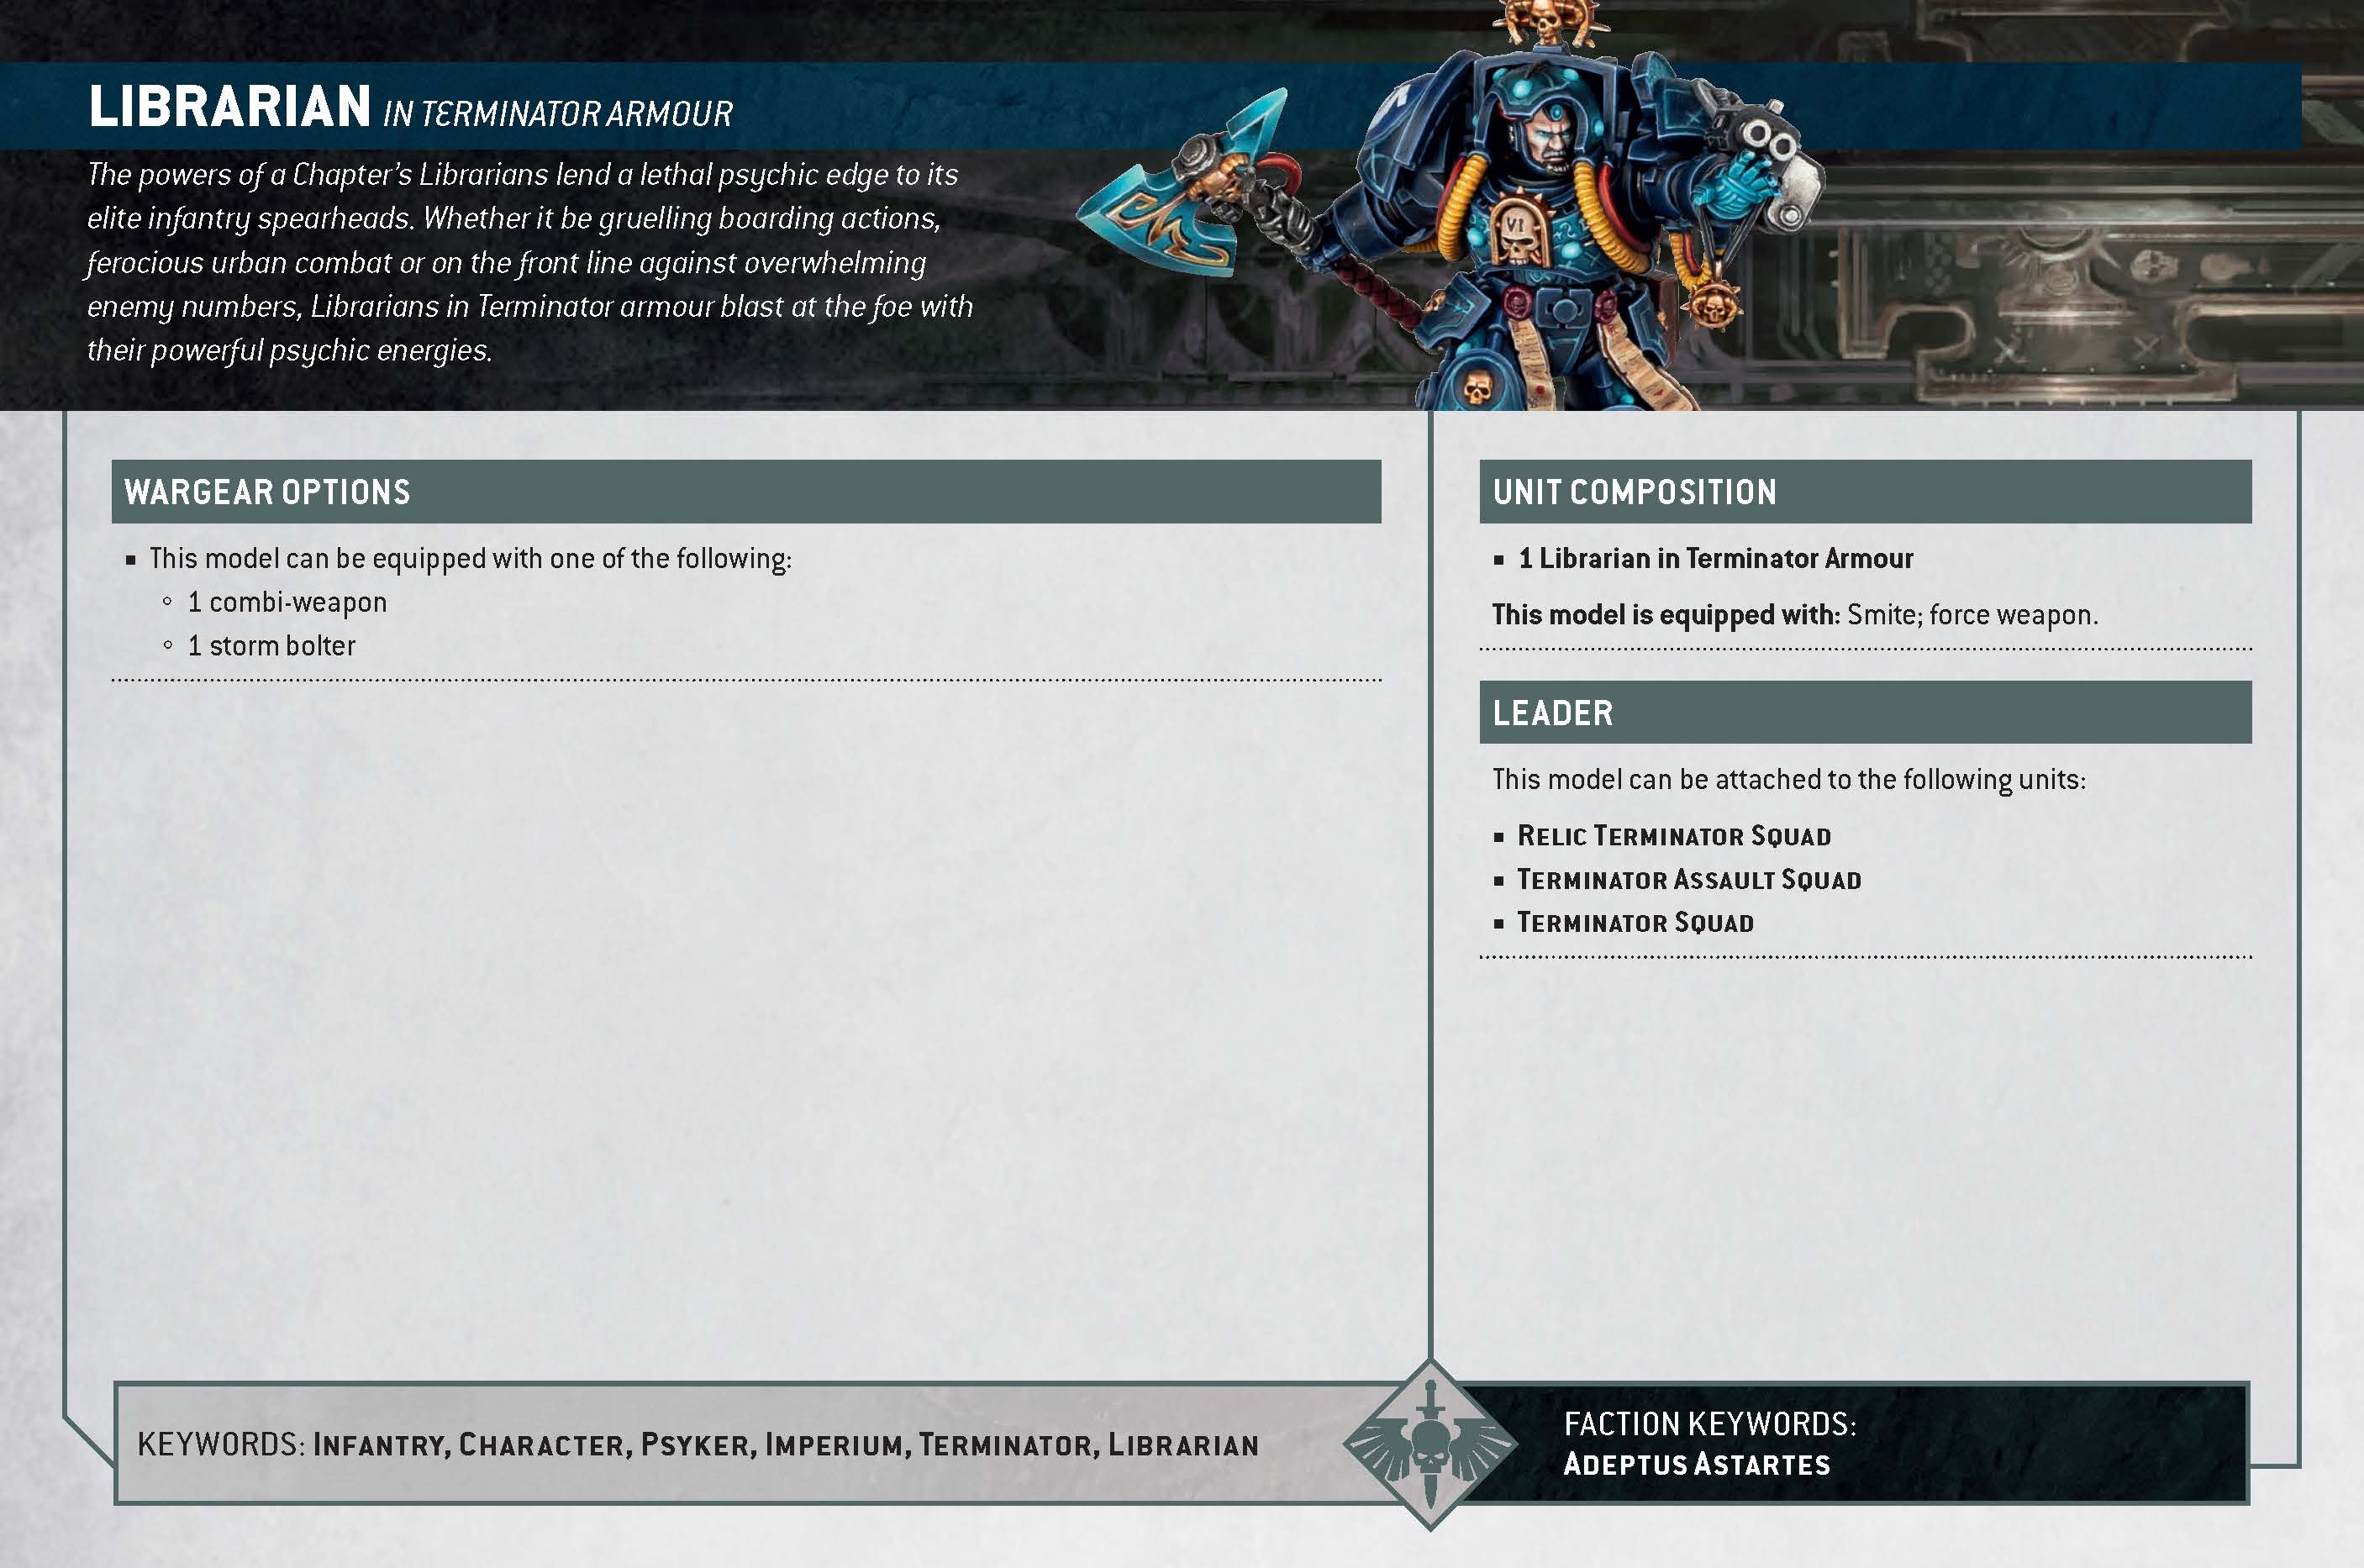 LIBRARIAN IN TERMINATOR ARMOUR
The powers of a Chapter's Librarians lend a lethal psychic edge to its
elite infantry spearheads. Whether it be gruelling boarding actions,
ferocious urban combat or on the front line against overwhelming
enemy numbers, Librarians in Terminator armour blast at the foe with
their powerful psychic energies.
VI
WARGEAR OPTIONS
▪ This model can be equipped with one of the following:
◦ 1 combi-weapon
◦ 1 storm bolter
UNIT COMPOSITION
▪ 1 Librarian in Terminator Armour
This model is equipped with: Smite; force weapon.
LEADER
This model can be attached to the following units:
▪ RELIC TERMINATOR SQUAD
▪ TERMINATOR ASSAULT SQUAD
▪ TERMINATOR SQUAD
KEYWORDS: INFANTRY, CHARACTER, PSYKER, IMPERIUM, TERMINATOR, LIBRARIAN
FACTION KEYWORDS:
ADEPTUS ASTARTES